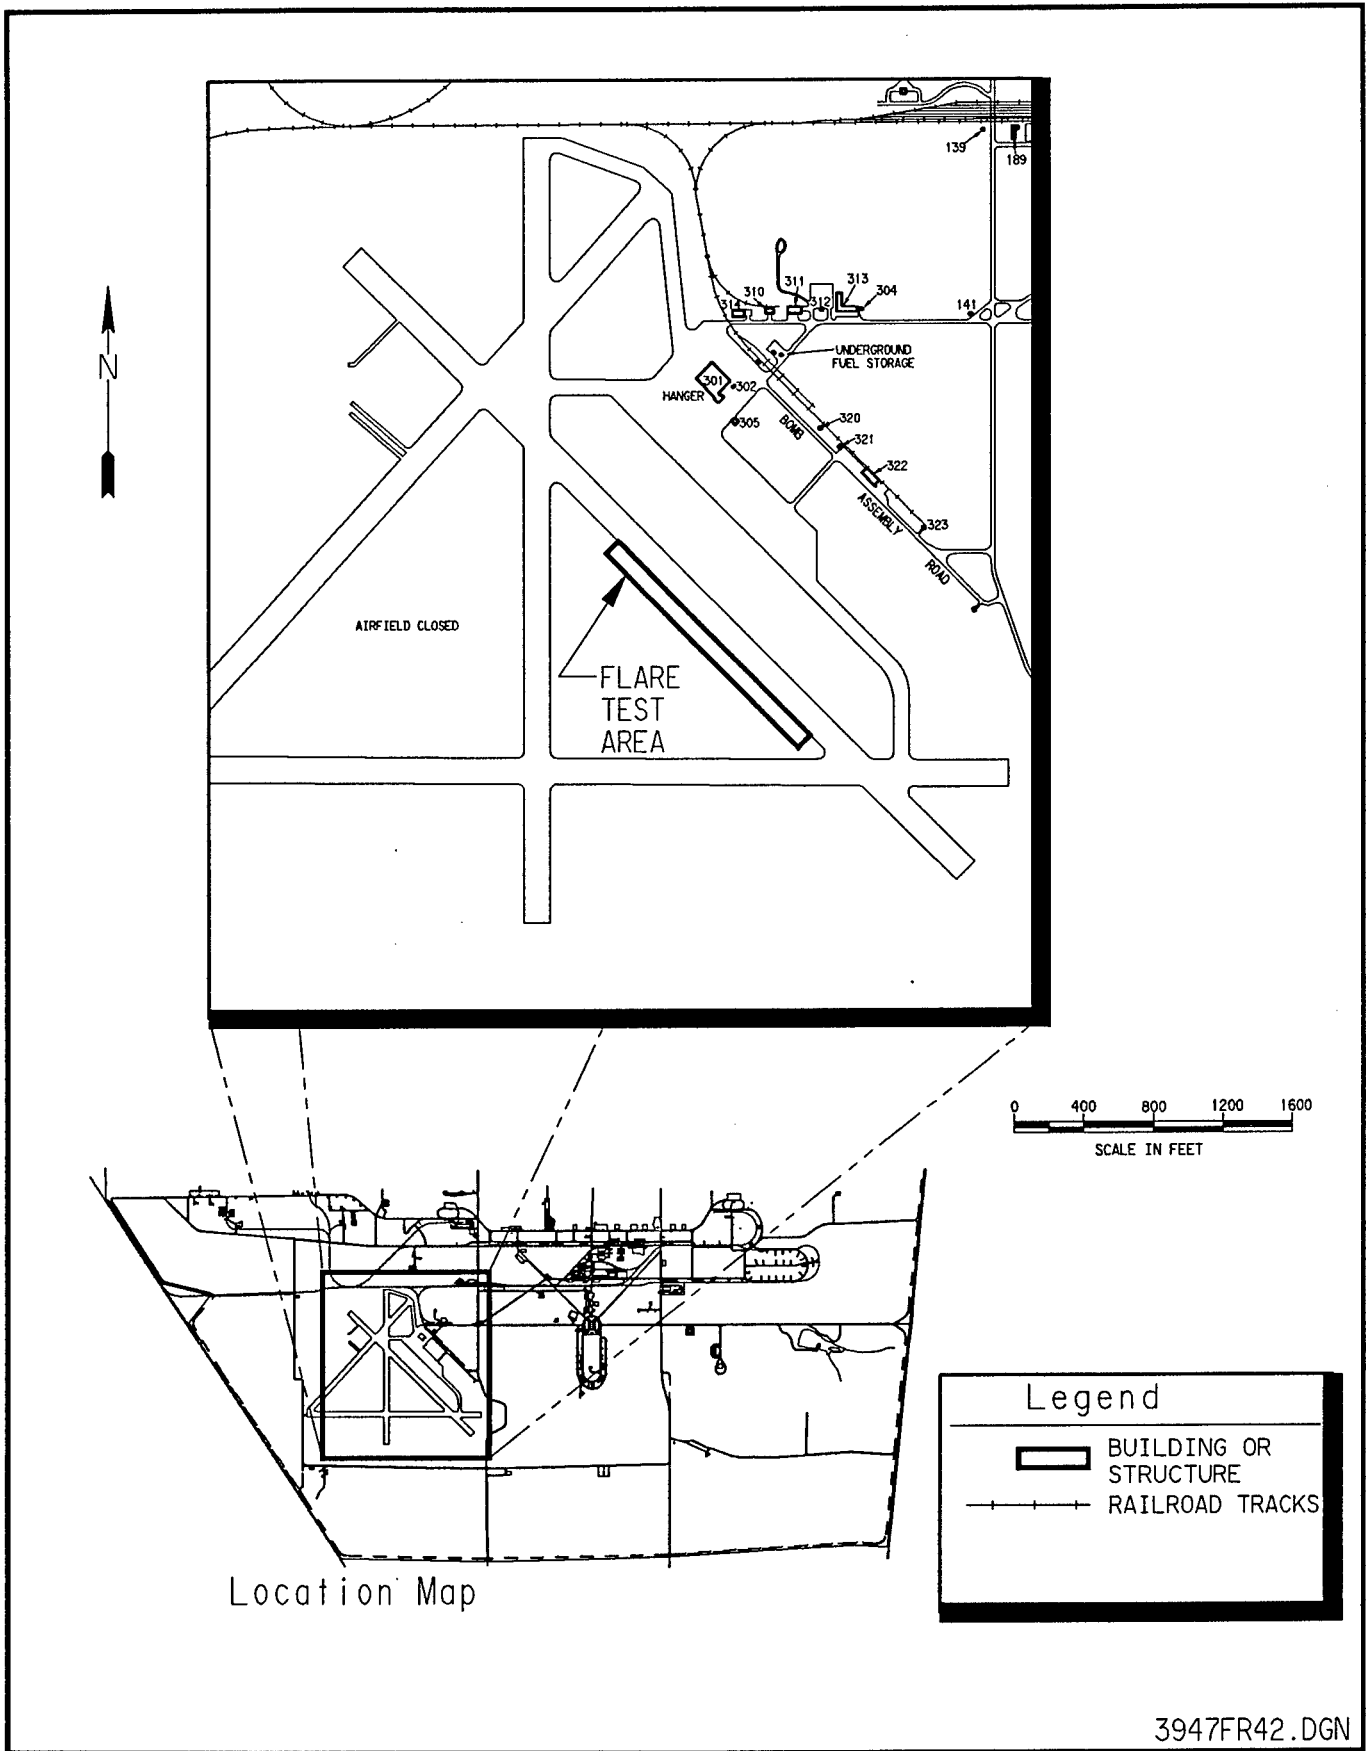 139
189
N
310
311
313
304
314
312
141
UNDERGROUND
FUEL STORAGE
301
302
HANGER
305
BOMB
320
321
322
ASSEMBLY
323
ROAD
AIRFIELD CLOSED
FLARE
TEST
AREA
0 400 800 1200 1600
SCALE IN FEET
Legend
BUILDING OR
STRUCTURE
RAILROAD TRACKS
Location Map
3947FR42.DGN